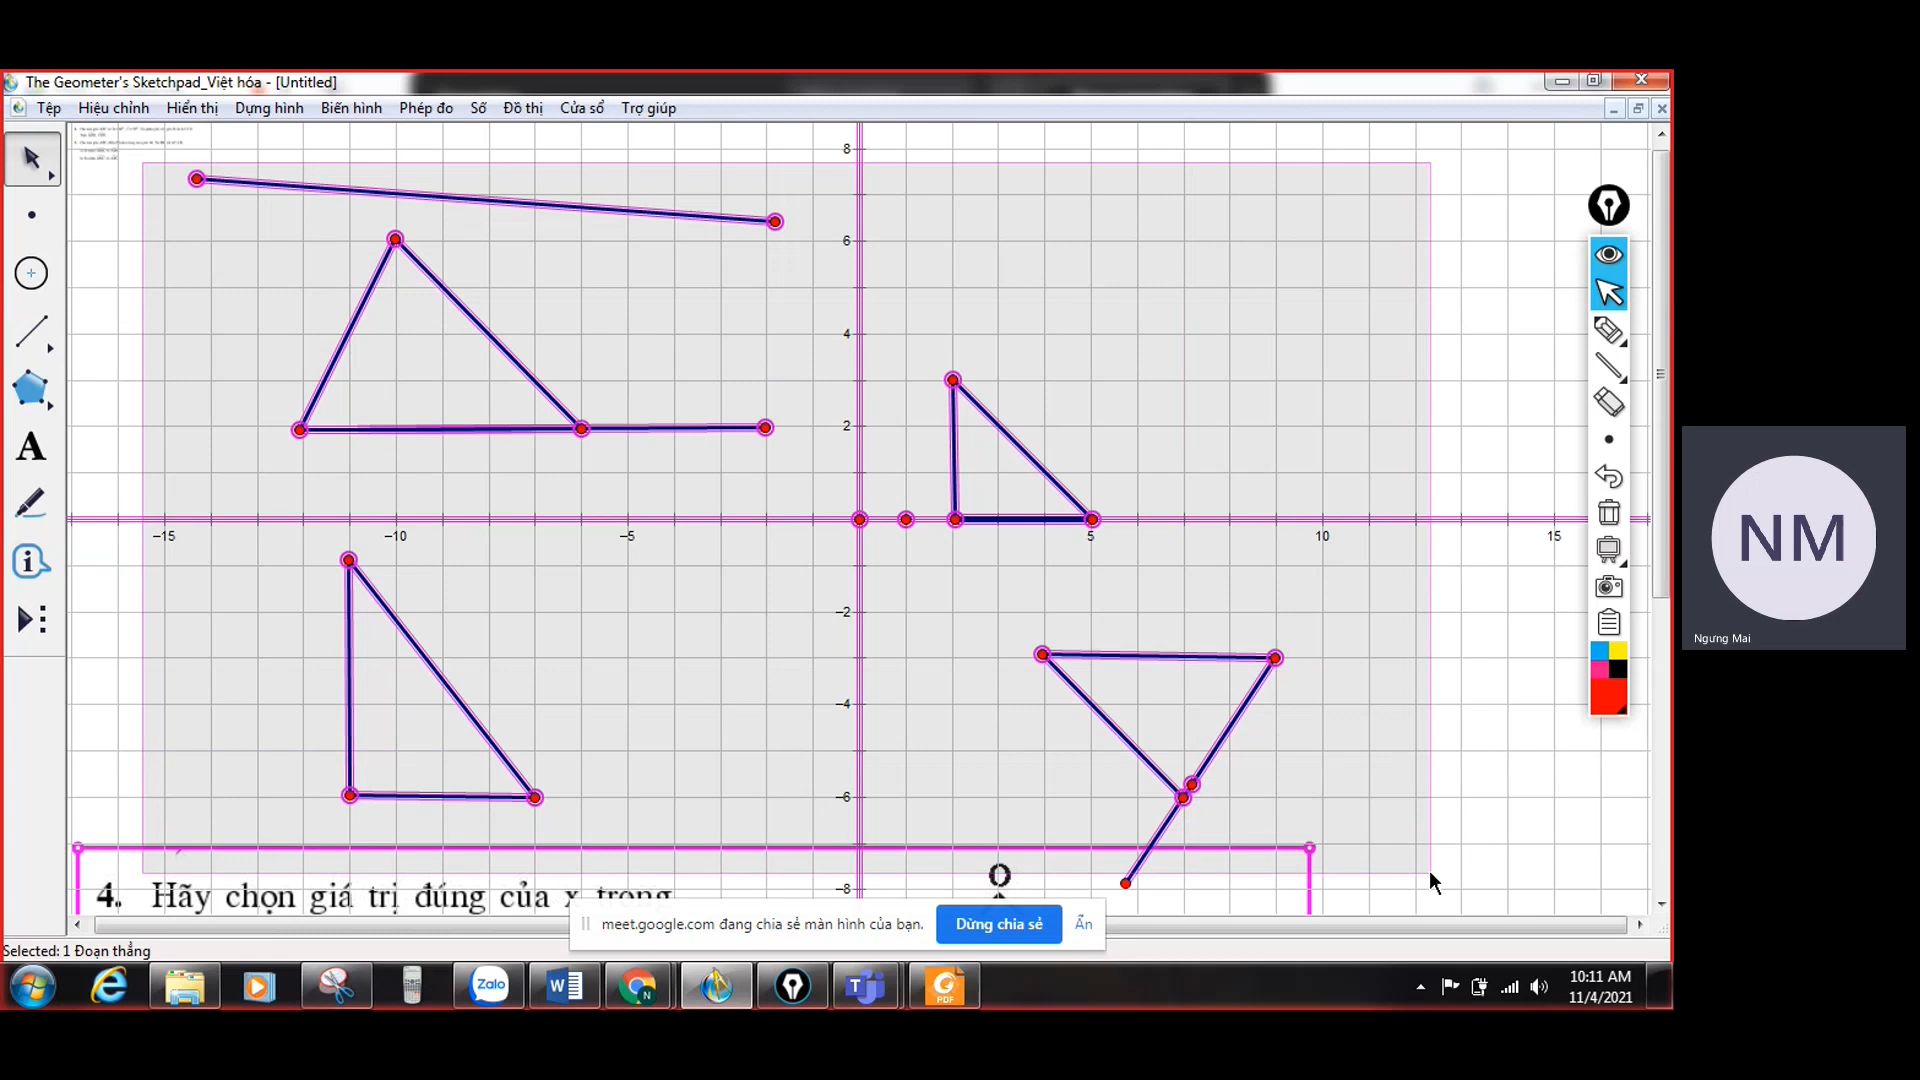 The Geometer's Sketchpad_Việt hóa - [Untitled]
Tệp Hiệu chỉnh Hiển thị Dựng hình Biến hình Phép đo Số Đồ thị Cửa sổ Trợ giúp
8
6
4
2
−15 −10 −5 5 10 15
−2
−4
−6
−8
A
NM
Ngưng Mai
4. Hãy chọn giá trị đúng của x trong
meet.google.com đang chia sẻ màn hình của bạn. Dừng chia sẻ Ẩn
Selected: 1 Đoạn thẳng
Zalo
W
N
T
PDF
10:11 AM
11/4/2021